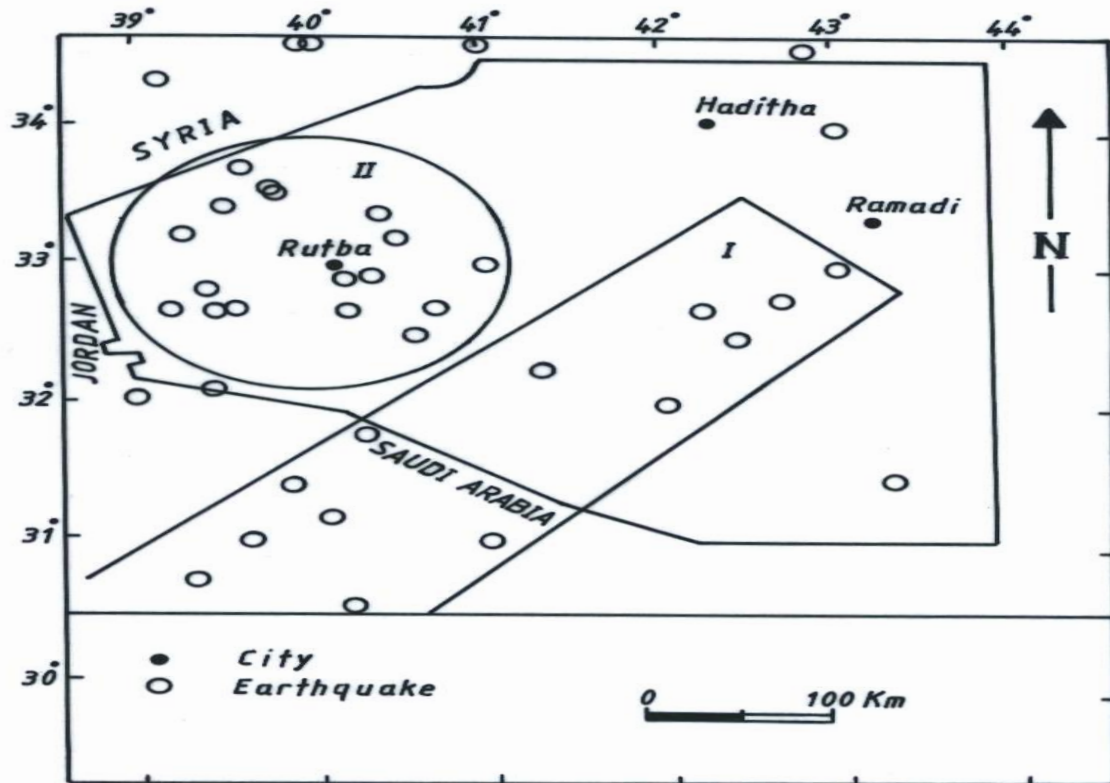 39° 40° 41° 42° 43° 44°
34°
SYRIA
Haditha
II
Ramadi
Rutba
33°
I
N
JORDAN
32°
SAUDI ARABIA
31°
30°
City
Earthquake
0 100 Km